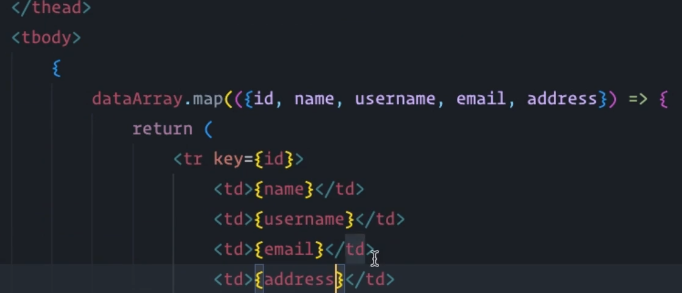 </thead>
<tbody>
{
dataArray.map(({id, name, username, email, address}) => {
return (
<tr key={id}>
<td>{name}</td>
<td>{username}</td>
<td>{email}</td>
<td>{address}</td>